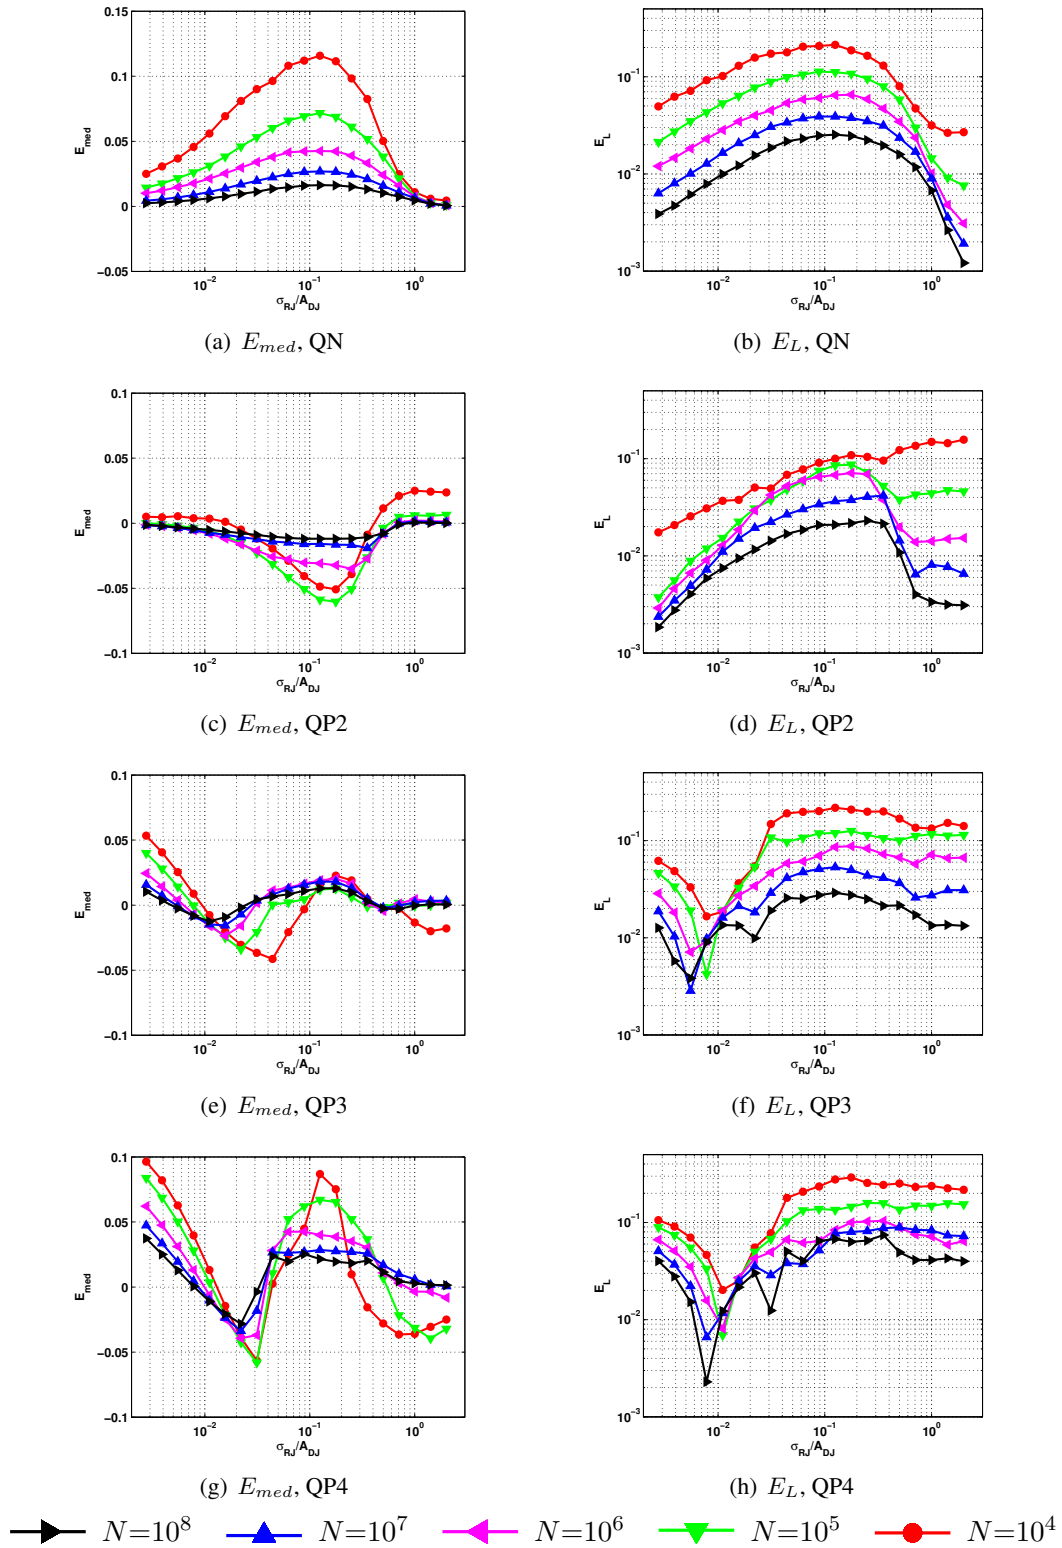 0.15
0.1
0.05
0
−0.05
E_med
10^−2 10^−1 10^0
σ_RJ/A_DJ
(a) E_med, QN
10^−1
10^−2
10^−3
E_L
10^−2 10^−1 10^0
σ_RJ/A_DJ
(b) E_L, QN
0.1
0.05
0
−0.05
−0.1
E_med
10^−2 10^−1 10^0
σ_RJ/A_DJ
(c) E_med, QP2
10^−1
10^−2
10^−3
E_L
10^−2 10^−1 10^0
σ_RJ/A_DJ
(d) E_L, QP2
0.1
0.05
0
−0.05
−0.1
E_med
10^−2 10^−1 10^0
σ_RJ/A_DJ
(e) E_med, QP3
10^−1
10^−2
10^−3
E_L
10^−2 10^−1 10^0
σ_RJ/A_DJ
(f) E_L, QP3
0.1
0.05
0
−0.05
−0.1
E_med
10^−2 10^−1 10^0
σ_RJ/A_DJ
(g) E_med, QP4
10^−1
10^−2
10^−3
E_L
10^−2 10^−1 10^0
σ_RJ/A_DJ
(h) E_L, QP4
N=10^8 N=10^7 N=10^6 N=10^5 N=10^4